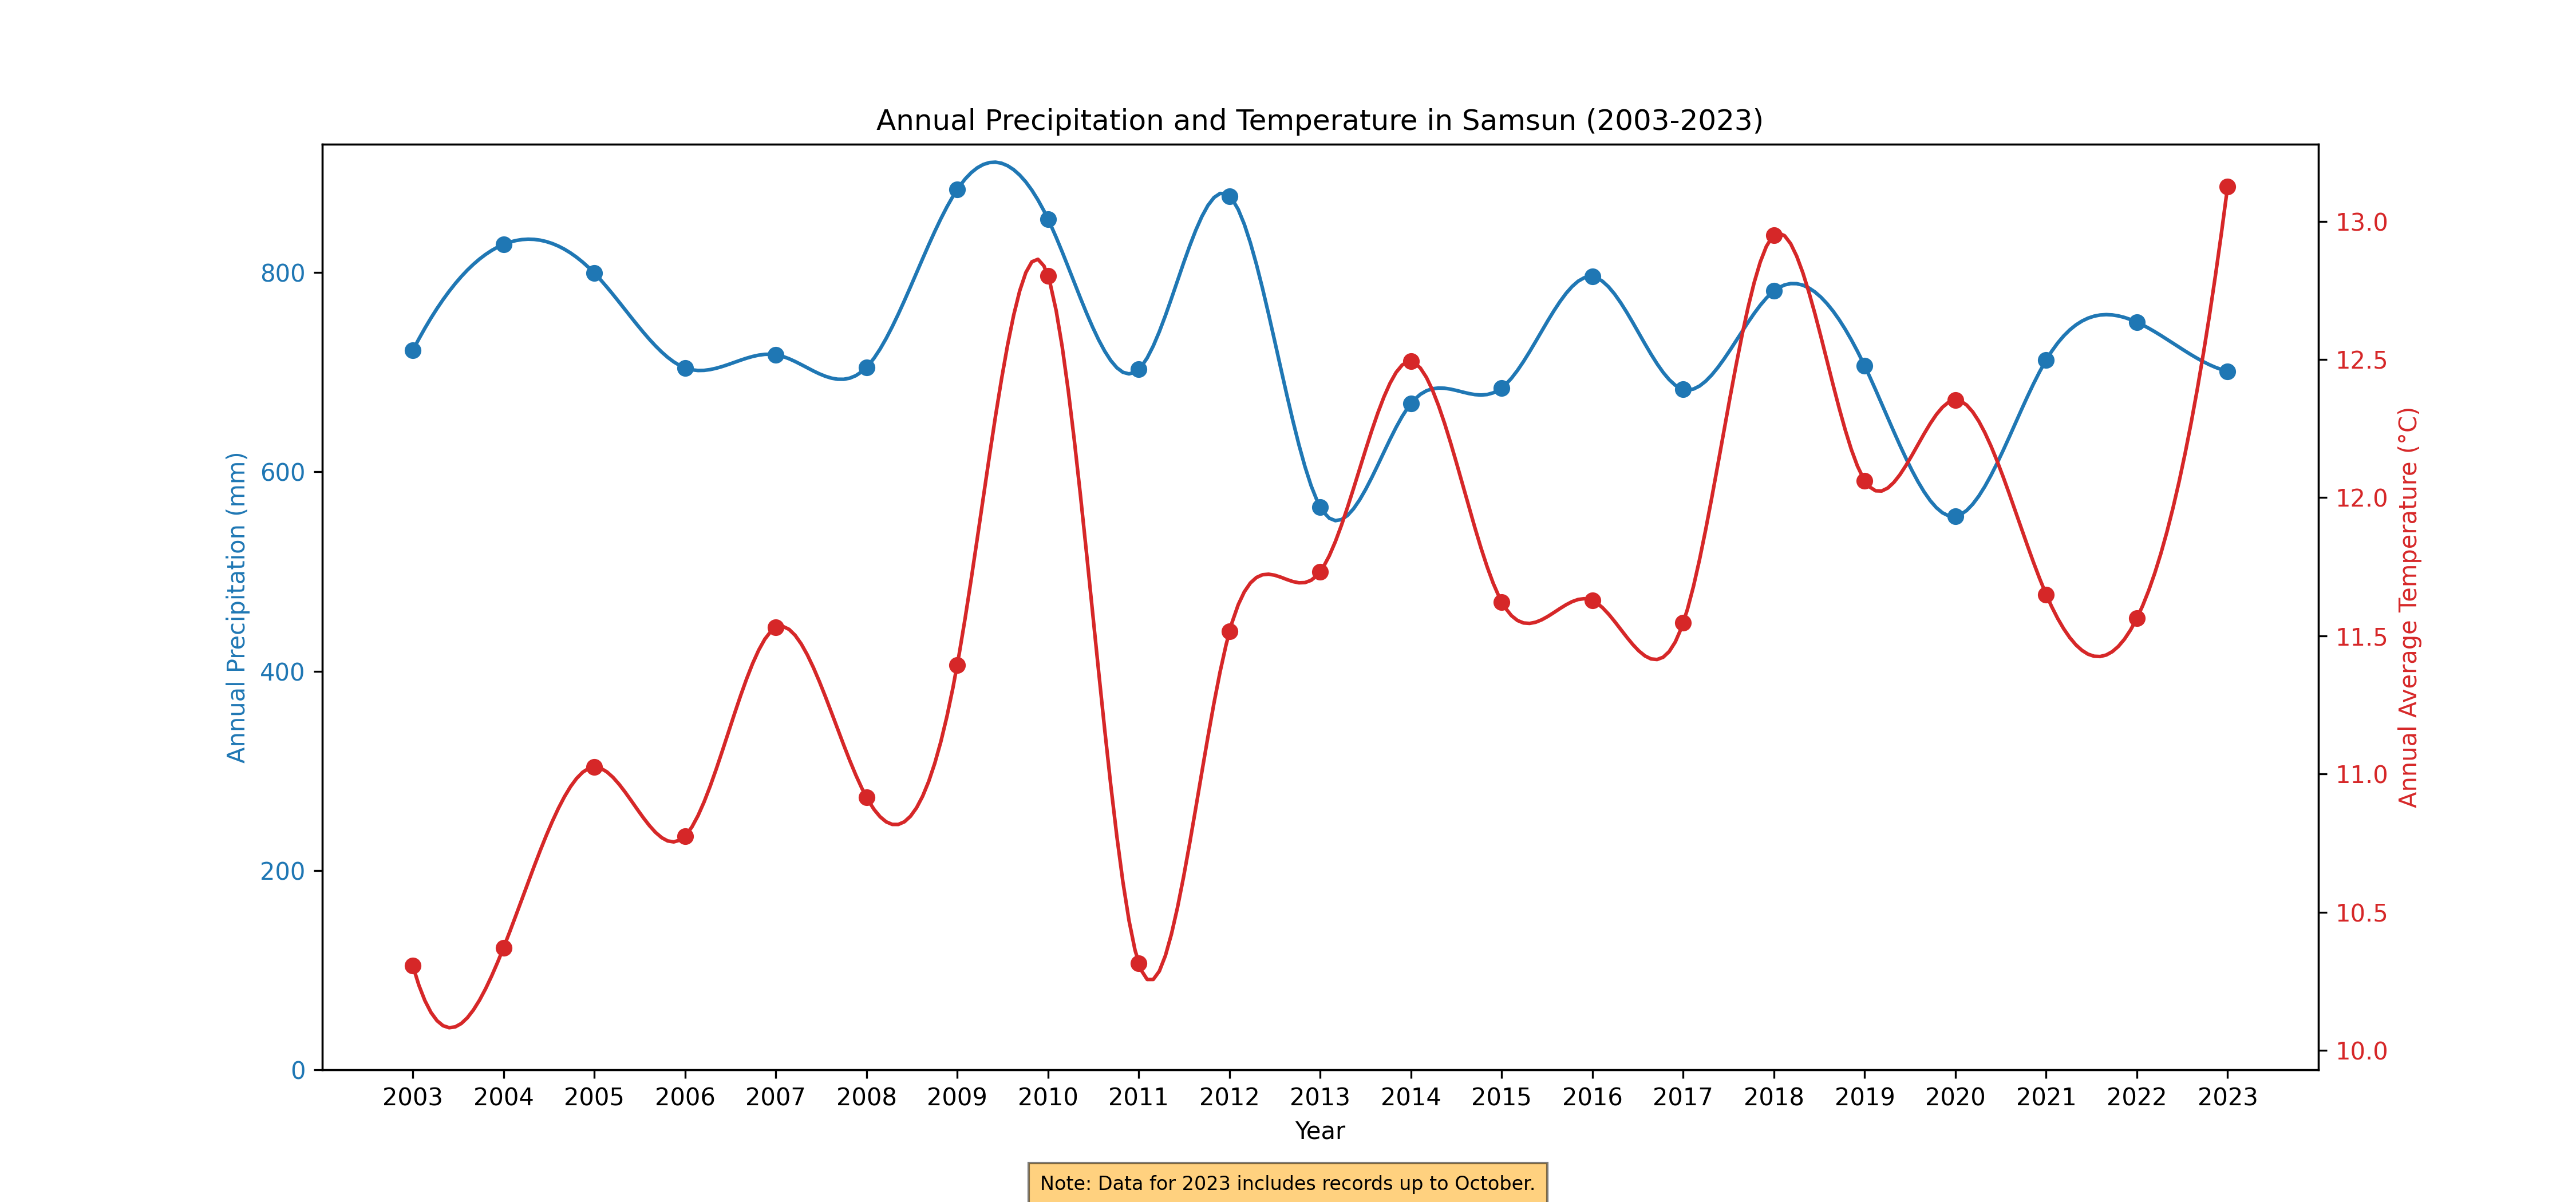 Annual Precipitation and Temperature in Samsun (2003-2023)
Annual Precipitation (mm)
800
600
400
200
0
13.0
12.5
12.0
11.5
11.0
10.5
10.0
Annual Average Temperature (°C)
2003 2004 2005 2006 2007 2008 2009 2010 2011 2012 2013 2014 2015 2016 2017 2018 2019 2020 2021 2022 2023
Year
Note: Data for 2023 includes records up to October.